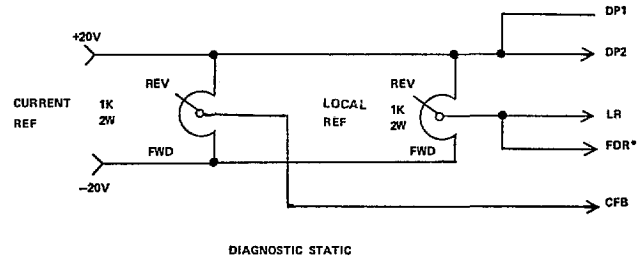 DP1
+20V
DP2
REV
REV
CURRENT
REF
1K
2W
LOCAL
REF
1K
2W
LR
FWD
FWD
FOR*
-20V
CFB
DIAGNOSTIC STATIC